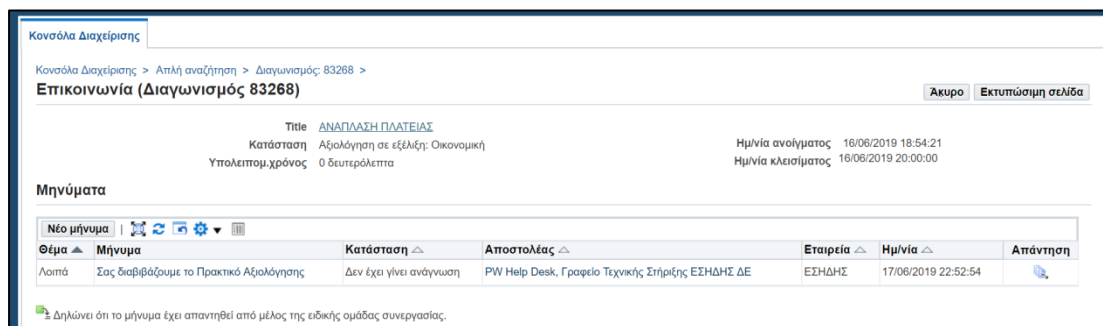 Κονσόλα Διαχείρισης
Κονσόλα Διαχείρισης > Απλή αναζήτηση > Διαγωνισμός: 83268 >
Επικοινωνία (Διαγωνισμός 83268)
Άκυρο Εκτυπώσιμη σελίδα
Title ΑΝΑΠΛΑΣΗ ΠΛΑΤΕΙΑΣ
Κατάσταση Αξιολόγηση σε εξέλιξη: Οικονομική
Υπολειπομ.χρόνος 0 δευτερόλεπτα
Ημ/νία ανοίγματος 16/06/2019 18:54:21
Ημ/νία κλεισίματος 16/06/2019 20:00:00
Μηνύματα
Νέο μήνυμα
Θέμα Μήνυμα Κατάσταση Αποστολέας Εταιρεία Ημ/νία Απάντηση
Λοιπά Σας διαβιβάζουμε το Πρακτικό Αξιολόγησης Δεν έχει γίνει ανάγνωση PW Help Desk, Γραφείο Τεχνικής Στήριξης ΕΣΗΔΗΣ ΔΕ ΕΣΗΔΗΣ 17/06/2019 22:52:54
Δηλώνει ότι το μήνυμα έχει απαντηθεί από μέλος της ειδικής ομάδας συνεργασίας.